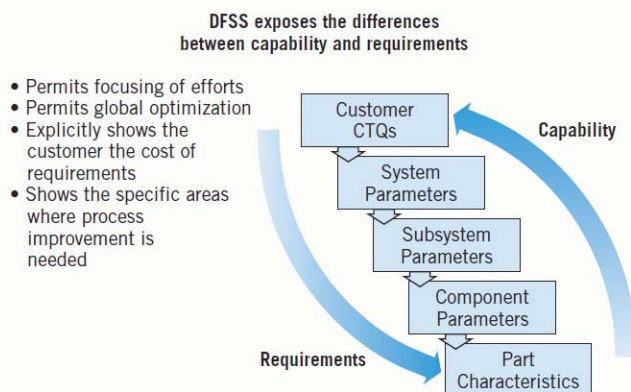 DFSS exposes the differences
between capability and requirements
• Permits focusing of efforts
• Permits global optimization
• Explicitly shows the
customer the cost of
requirements
• Shows the specific areas
where process
improvement is
needed
Customer
CTQs
Capability
System
Parameters
Subsystem
Parameters
Component
Parameters
Requirements
Part
Characteristics